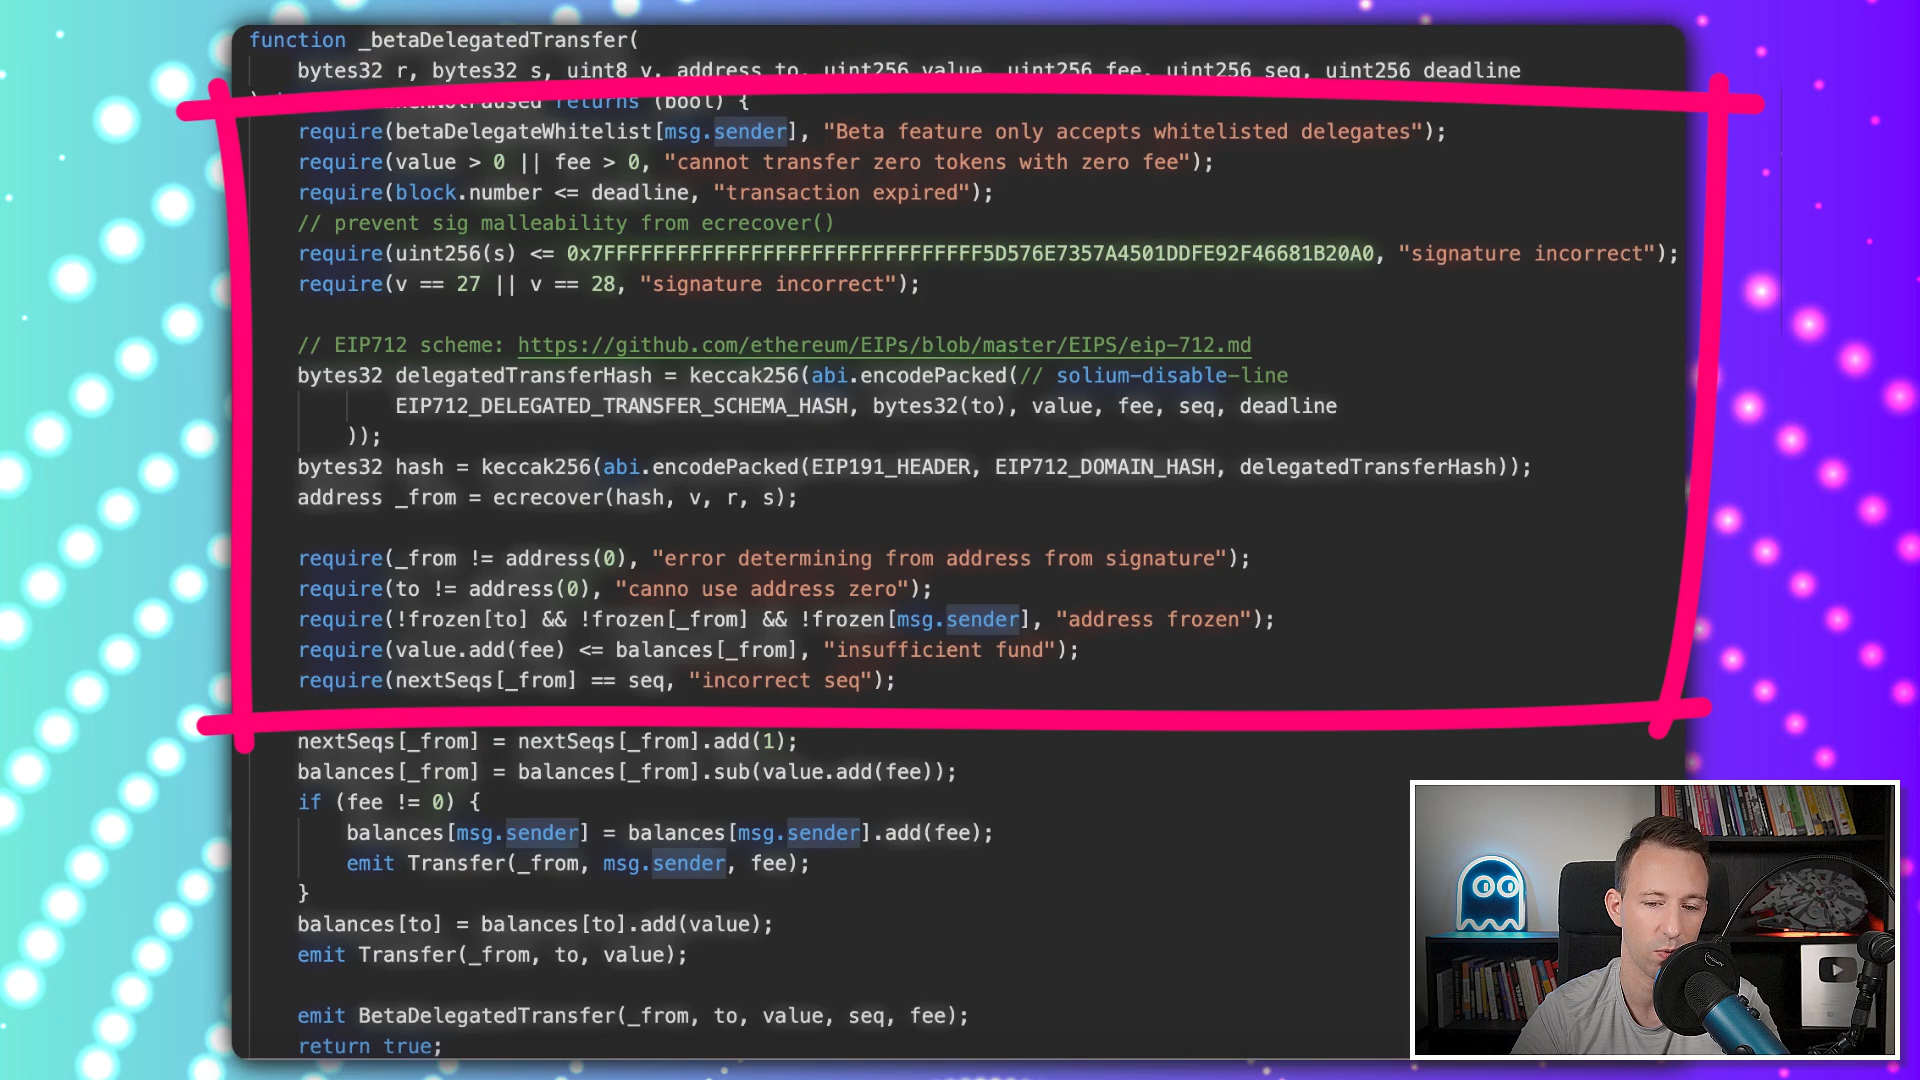 function _betaDelegatedTransfer(
bytes32 r, bytes32 s, uint8 v, address to, uint256 value, uint256 fee, uint256 seq, uint256 deadline
returns (bool) {
require(betaDelegateWhitelist[msg.sender], "Beta feature only accepts whitelisted delegates");
require(value > 0 || fee > 0, "cannot transfer zero tokens with zero fee");
require(block.number <= deadline, "transaction expired");
// prevent sig malleability from ecrecover()
require(uint256(s) <= 0x7FFFFFFFFFFFFFFFFFFFFFFFFFFFFFFF5D576E7357A4501DDFE92F46681B20A0, "signature incorrect");
require(v == 27 || v == 28, "signature incorrect");
// EIP712 scheme: https://github.com/ethereum/EIPs/blob/master/EIPS/eip-712.md
bytes32 delegatedTransferHash = keccak256(abi.encodePacked(// solium-disable-line
EIP712_DELEGATED_TRANSFER_SCHEMA_HASH, bytes32(to), value, fee, seq, deadline
));
bytes32 hash = keccak256(abi.encodePacked(EIP191_HEADER, EIP712_DOMAIN_HASH, delegatedTransferHash));
address _from = ecrecover(hash, v, r, s);
require(_from != address(0), "error determining from address from signature");
require(to != address(0), "canno use address zero");
require(!frozen[to] && !frozen[_from] && !frozen[msg.sender], "address frozen");
require(value.add(fee) <= balances[_from], "insufficient fund");
require(nextSeqs[_from] == seq, "incorrect seq");
nextSeqs[_from] = nextSeqs[_from].add(1);
balances[_from] = balances[_from].sub(value.add(fee));
if (fee != 0) {
balances[msg.sender] = balances[msg.sender].add(fee);
emit Transfer(_from, msg.sender, fee);
}
balances[to] = balances[to].add(value);
emit Transfer(_from, to, value);
emit BetaDelegatedTransfer(_from, to, value, seq, fee);
return true;